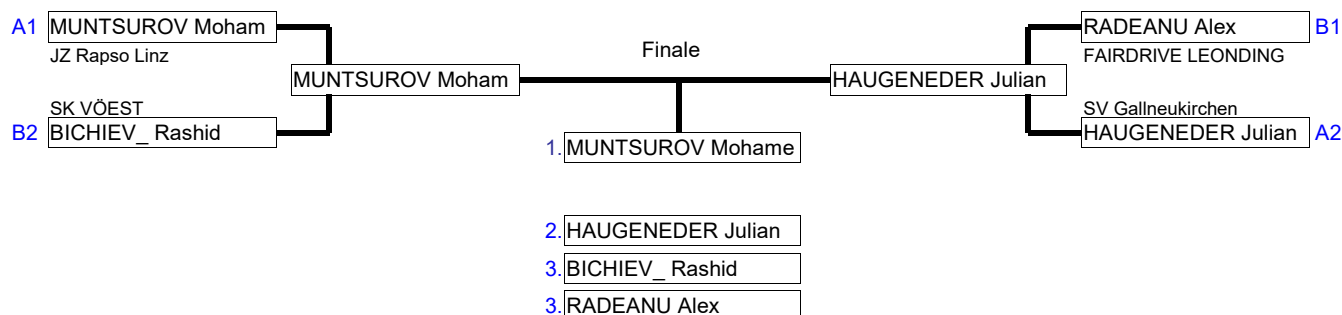 A1 MUNTSUROV Moham
JZ Rapso Linz
MUNTSUROV Moham
SK VÖEST
B2 BICHIEV_ Rashid
Finale
RADEANU Alex B1
FAIRDRIVE LEONDING
HAUGENEDER Julian
SV Gallneukirchen
HAUGENEDER Julian A2
1. MUNTSUROV Mohame
2. HAUGENEDER Julian
3. BICHIEV_ Rashid
3. RADEANU Alex